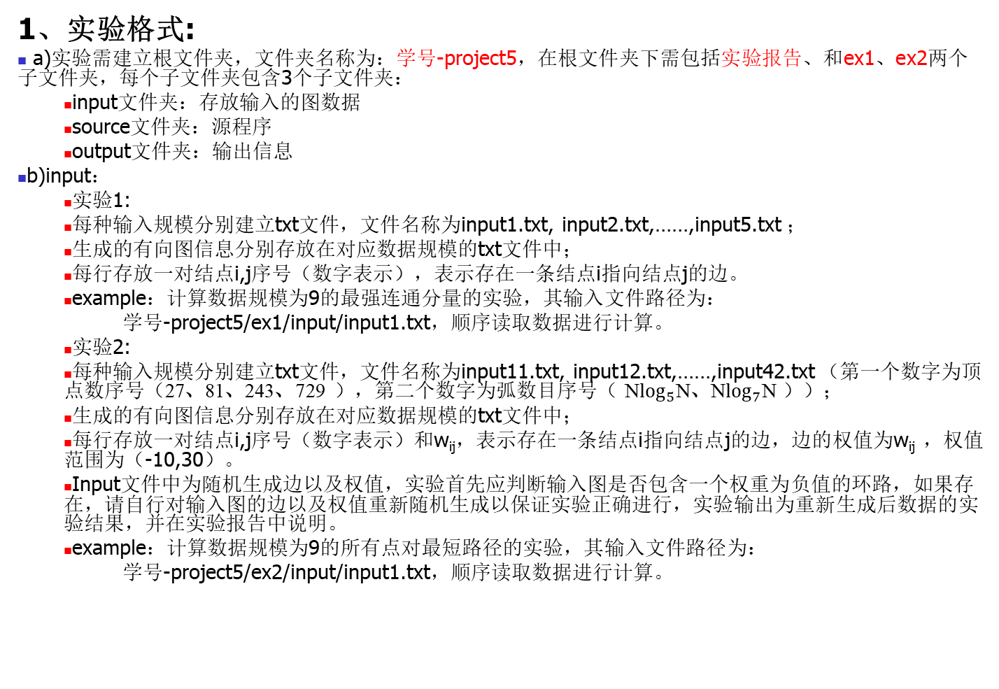 1、实验格式:
a)实验需建立根文件夹，文件夹名称为：学号-project5，在根文件夹下需包括实验报告、和ex1、ex2两个
子文件夹，每个子文件夹包含3个子文件夹：
input文件夹：存放输入的图数据
source文件夹：源程序
output文件夹：输出信息
b)input：
实验1:
每种输入规模分别建立txt文件，文件名称为input1.txt, input2.txt,……,input5.txt；
生成的有向图信息分别存放在对应数据规模的txt文件中；
每行存放一对结点i,j序号（数字表示），表示存在一条结点i指向结点j的边。
example：计算数据规模为9的最强连通分量的实验，其输入文件路径为：
学号-project5/ex1/input/input1.txt，顺序读取数据进行计算。
实验2:
每种输入规模分别建立txt文件，文件名称为input11.txt, input12.txt,……,input42.txt（第一个数字为顶
点数序号（27、81、243、729 ），第二个数字为弧数目序号（ Nlog₅N、Nlog₇N ））；
生成的有向图信息分别存放在对应数据规模的txt文件中；
每行存放一对结点i,j序号（数字表示）和wij，表示存在一条结点i指向结点j的边，边的权值为wij ，权值
范围为（-10,30）。
Input文件中为随机生成边以及权值，实验首先应判断输入图是否包含一个权重为负值的环路，如果存
在，请自行对输入图的边以及权值重新随机生成以保证实验正确进行，实验输出为重新生成后数据的实
验结果，并在实验报告中说明。
example：计算数据规模为9的所有点对最短路径的实验，其输入文件路径为：
学号-project5/ex2/input/input1.txt，顺序读取数据进行计算。